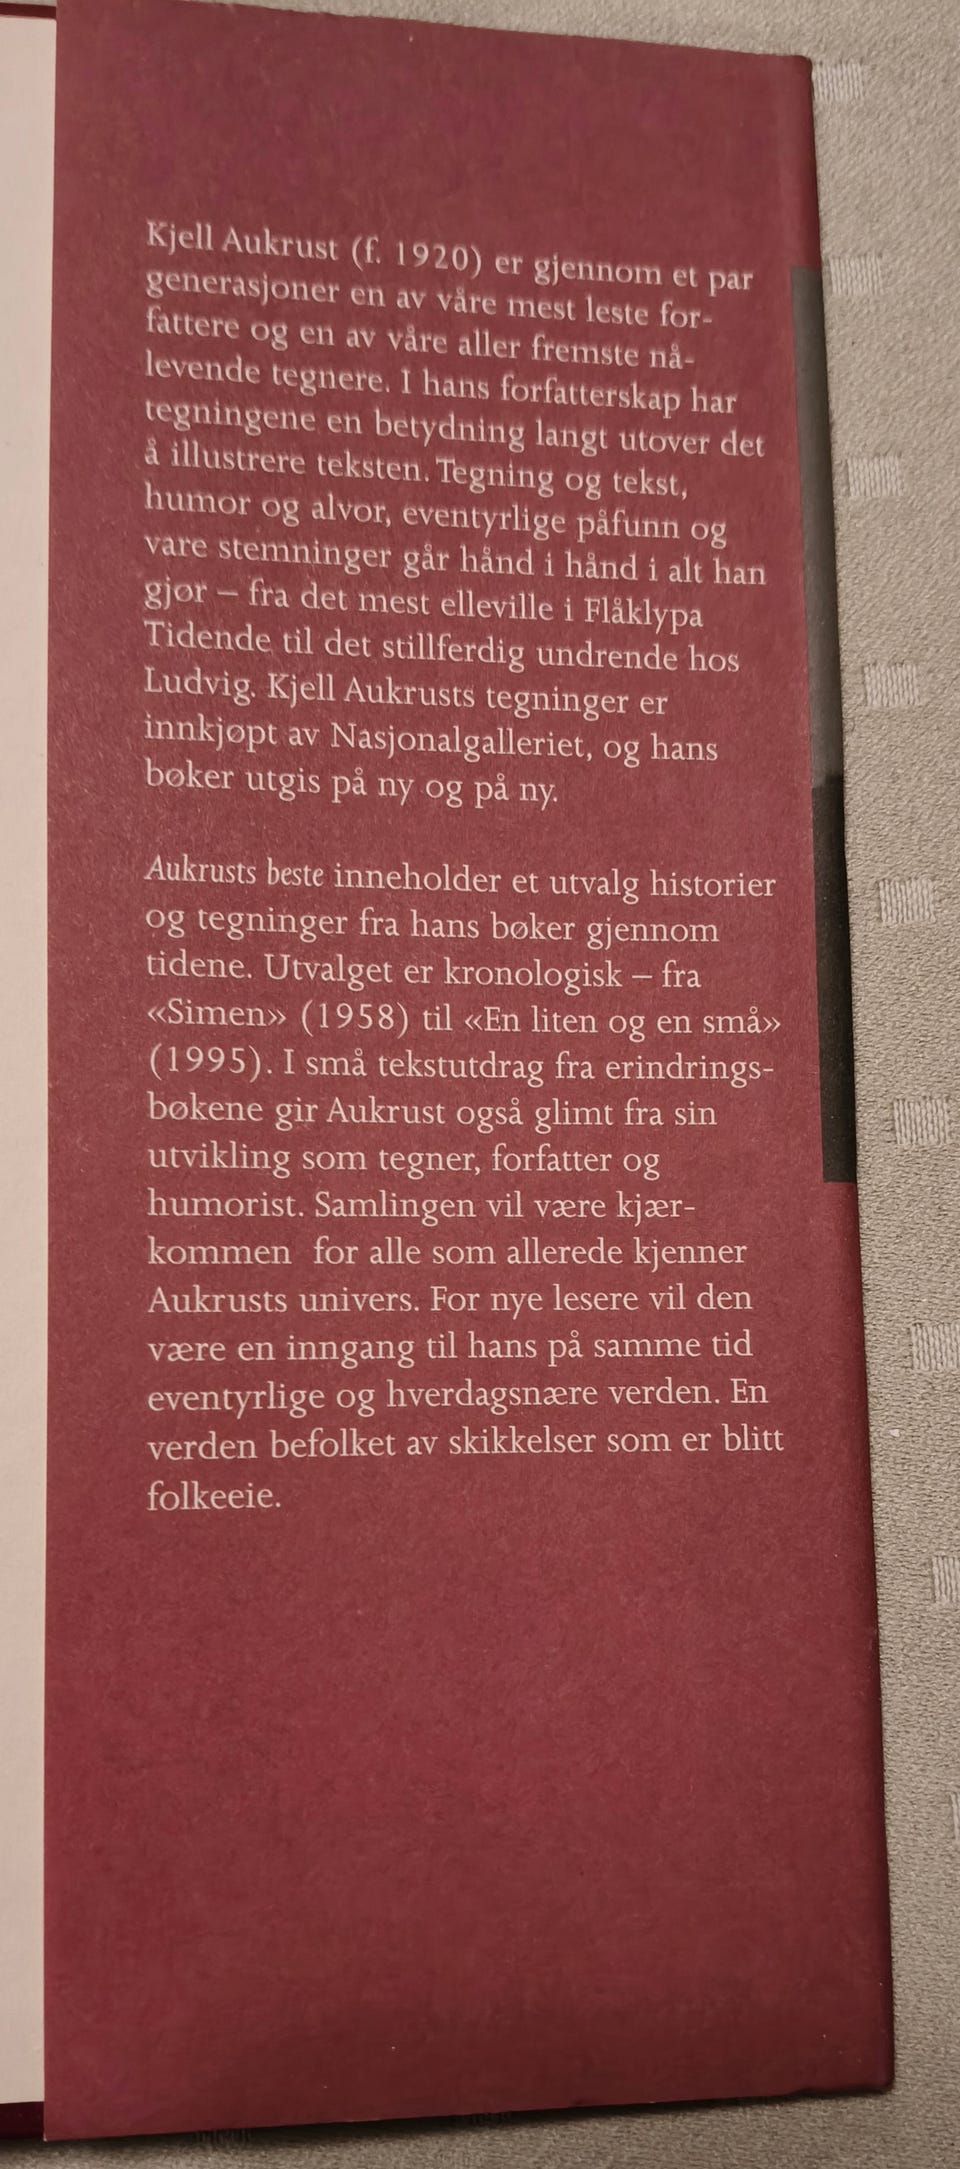 Kjell Aukrust (f. 1920) er gjennom et par
generasjoner en av våre mest leste for-
fattere og en av våre aller fremste nå-
levende tegnere. I hans forfatterskap har
tegningene en betydning langt utover det
å illustrere teksten. Tegning og tekst,
humor og alvor, eventyrlige påfunn og
vare stemninger går hånd i hånd i alt han
gjør – fra det mest elleville i Flåklypa
Tidende til det stillferdig undrende hos
Ludvig. Kjell Aukrusts tegninger er
innkjøpt av Nasjonalgalleriet, og hans
bøker utgis på ny og på ny.

Aukrusts beste inneholder et utvalg historier
og tegninger fra hans bøker gjennom
tidene. Utvalget er kronologisk – fra
«Simen» (1958) til «En liten og en små»
(1995). I små tekstutdrag fra erindrings-
bøkene gir Aukrust også glimt fra sin
utvikling som tegner, forfatter og
humorist. Samlingen vil være kjær-
kommen  for alle som allerede kjenner
Aukrusts univers. For nye lesere vil den
være en inngang til hans på samme tid
eventyrlige og hverdagsnære verden. En
verden befolket av skikkelser som er blitt
folkeeie.